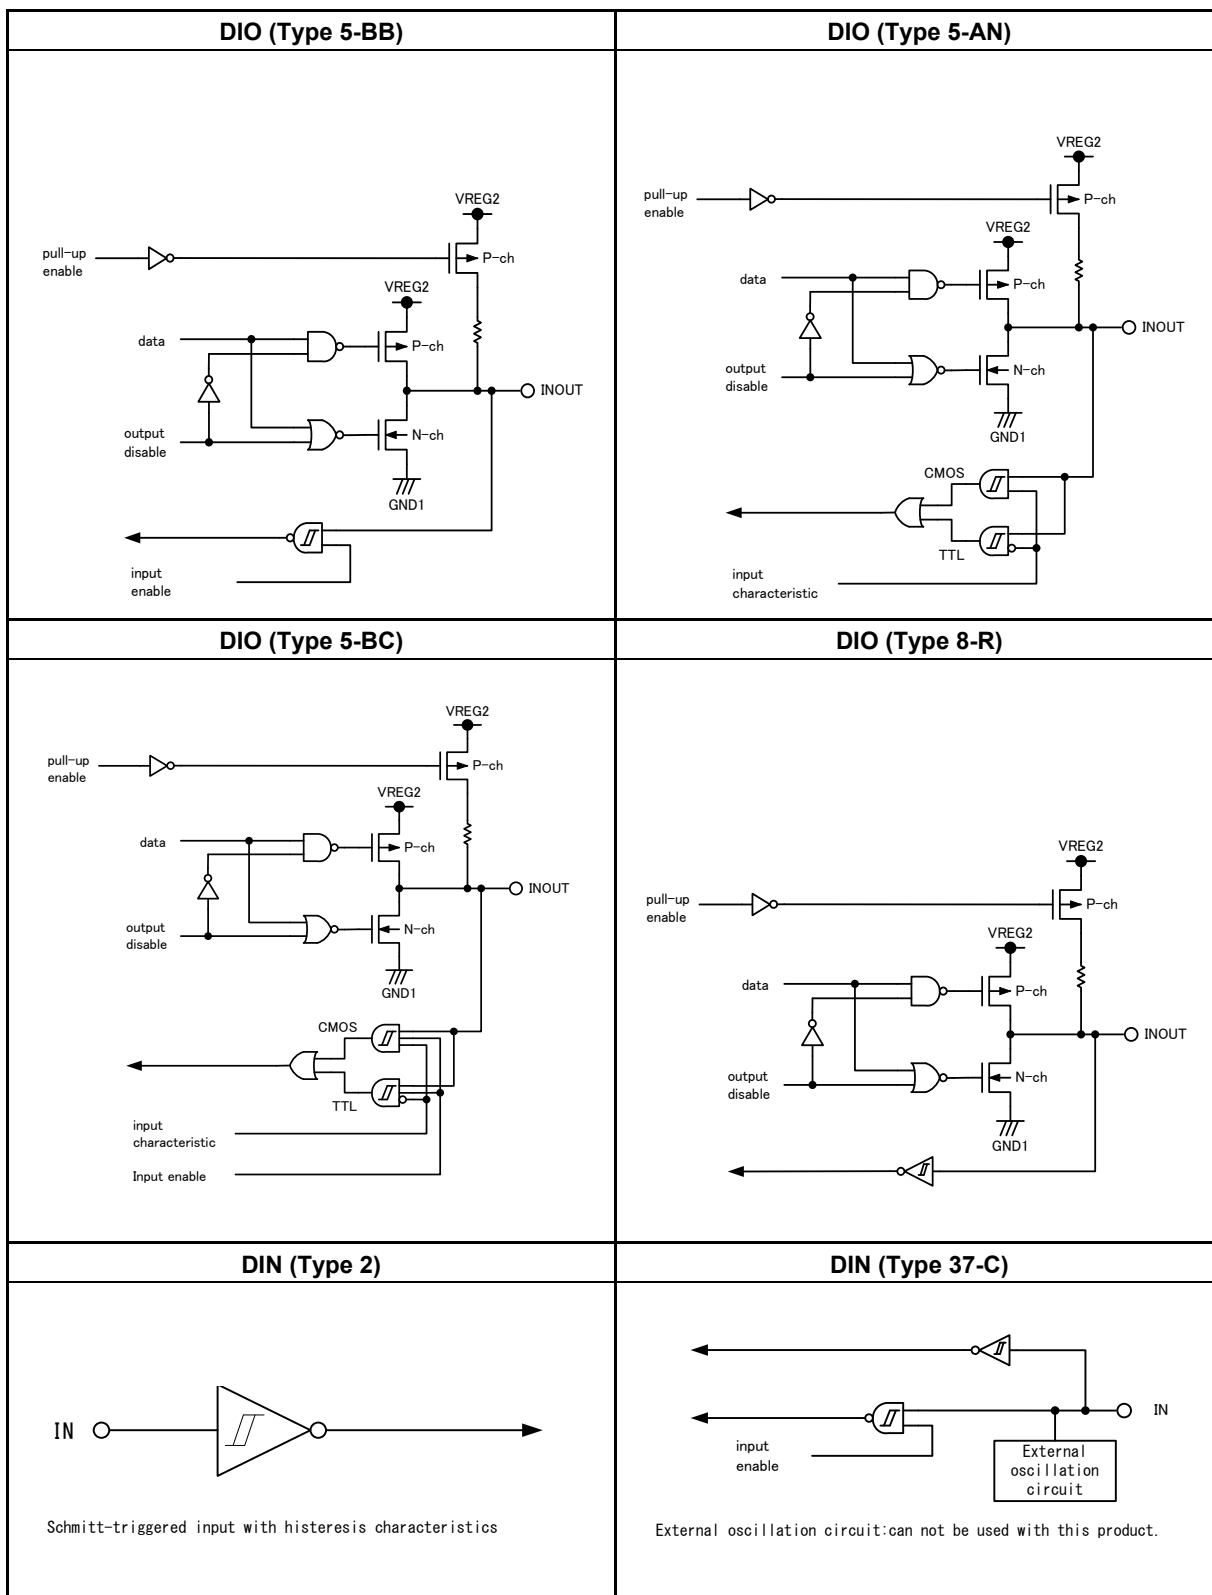 DIO (Type 5-BB)
VREG2
pull-up
enable
P-ch
VREG2
data
P-ch
INOUT
output
disable
N-ch
GND1
input
enable
DIO (Type 5-AN)
VREG2
pull-up
enable
P-ch
VREG2
data
P-ch
INOUT
output
disable
N-ch
GND1
CMOS
TTL
input
characteristic
DIO (Type 5-BC)
VREG2
pull-up
enable
P-ch
VREG2
data
P-ch
INOUT
output
disable
N-ch
GND1
CMOS
TTL
input
characteristic
Input enable
DIO (Type 8-R)
VREG2
pull-up
enable
P-ch
VREG2
data
P-ch
INOUT
output
disable
N-ch
GND1
DIN (Type 2)
IN
Schmitt-triggered input with histeresis characteristics
DIN (Type 37-C)
IN
input
enable
External
oscillation
circuit
External oscillation circuit:can not be used with this product.